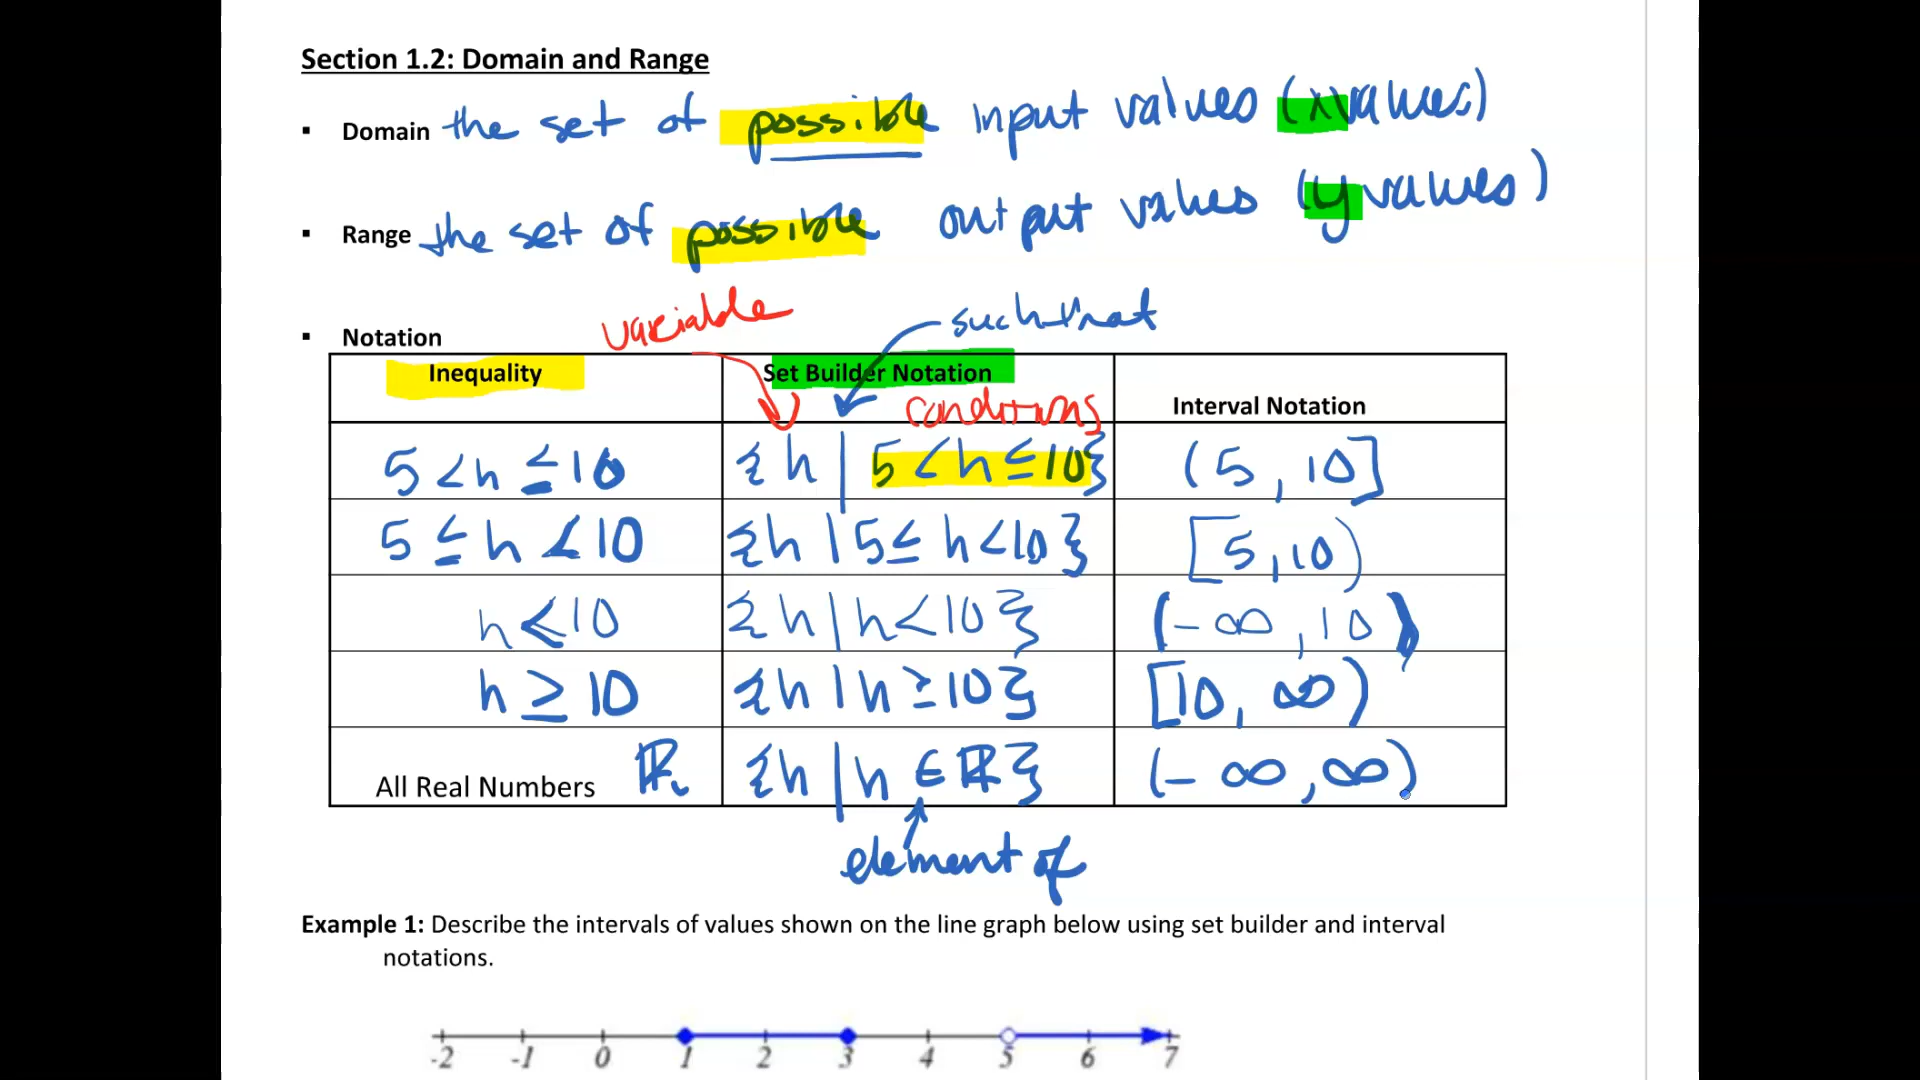 Section 1.2: Domain and Range
▪ Domain the set of possible input values (x values)
▪ Range the set of possible output values (y values)
variable
such that
▪ Notation
Inequality
Set Builder Notation
conditions
Interval Notation
5 < h ≤ 10 {h | 5 < h ≤ 10} (5, 10]
5 ≤ h < 10 {h | 5 ≤ h < 10} [5, 10)
h < 10 {h | h < 10} (-∞, 10)
h ≥ 10 {h | h ≥ 10} [10, ∞)
All Real Numbers ℝ {h | h ∈ ℝ} (-∞, ∞)
element of
Example 1: Describe the intervals of values shown on the line graph below using set builder and interval
notations.
-2 -1 0 1 2 3 4 5 6 7